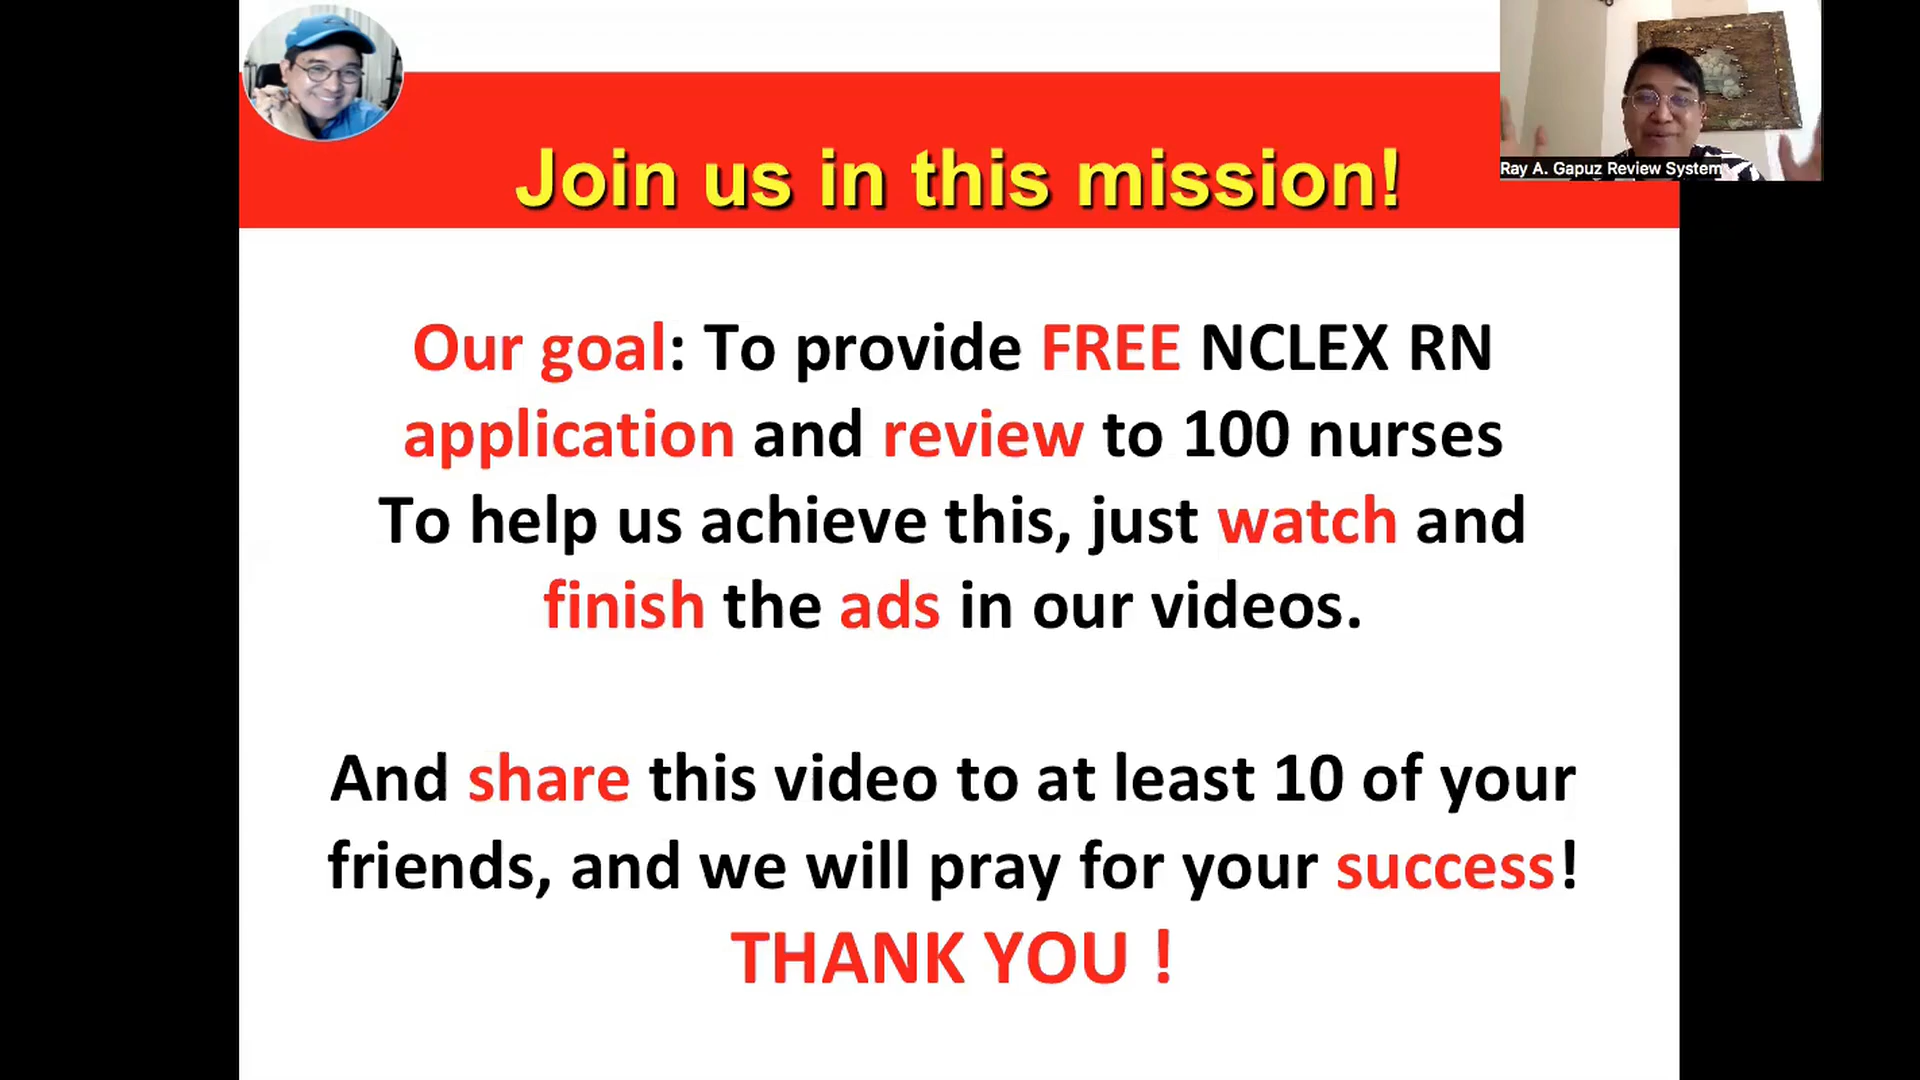 Join us in this mission!
Ray A. Gapuz Review System
Our goal: To provide FREE NCLEX RN
application and review to 100 nurses
To help us achieve this, just watch and
finish the ads in our videos.
And share this video to at least 10 of your
friends, and we will pray for your success!
THANK YOU !